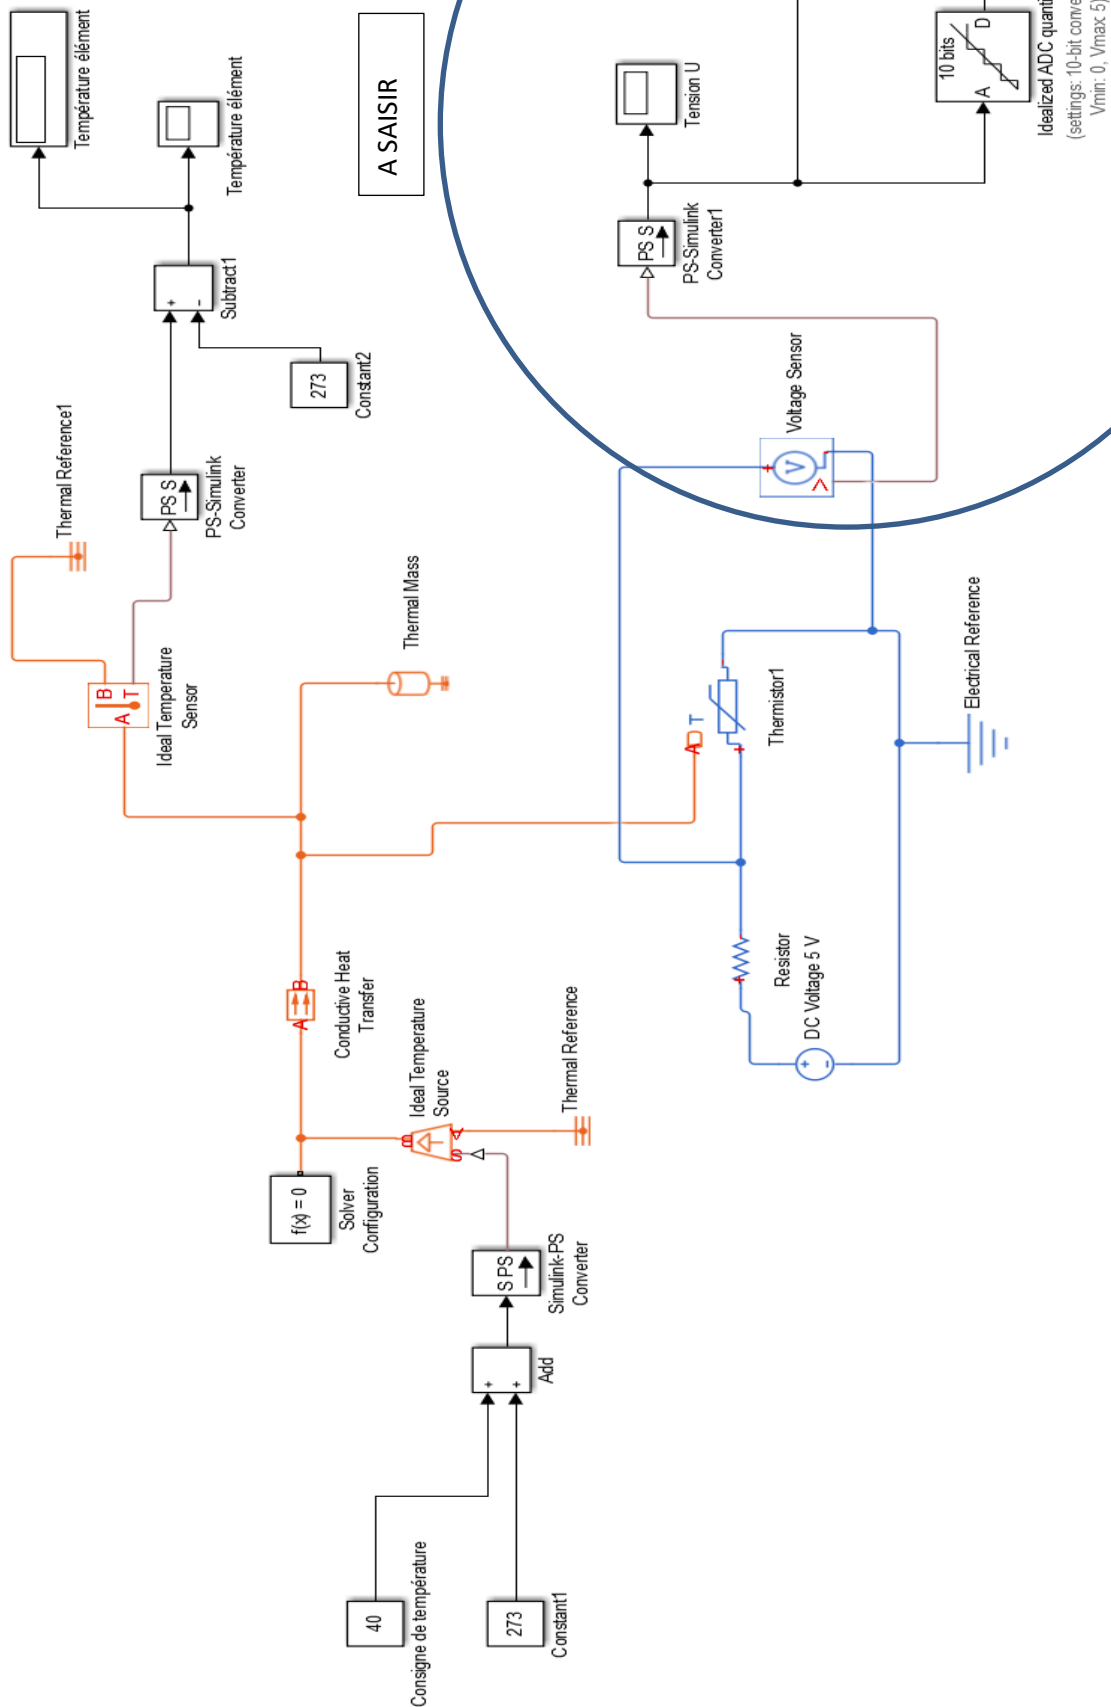 Température élément
Thermal Reference1
B
A T
Ideal Temperature
Sensor
PS S
PS-Simulink
Converter
+
−
Subtract1
Température élément
273
Constant2
f(x) = 0
Solver
Configuration
A B
Conductive Heat
Transfer
Thermal Mass
A SAISIR
40
Consigne de température
B
S A
Ideal Temperature
Source
273
Constant1
+
+
Add
S PS
Simulink-PS
Converter
Thermal Reference
PS S
PS-Simulink
Converter1
Tension U
A T
+
Thermistor1
+
Resistor
DC Voltage 5 V
+
-
+
V
V
-
Voltage Sensor
Electrical Reference
10 bits
A D
Idealized ADC quanti
(settings: 10-bit conve
Vmin: 0, Vmax: 5)